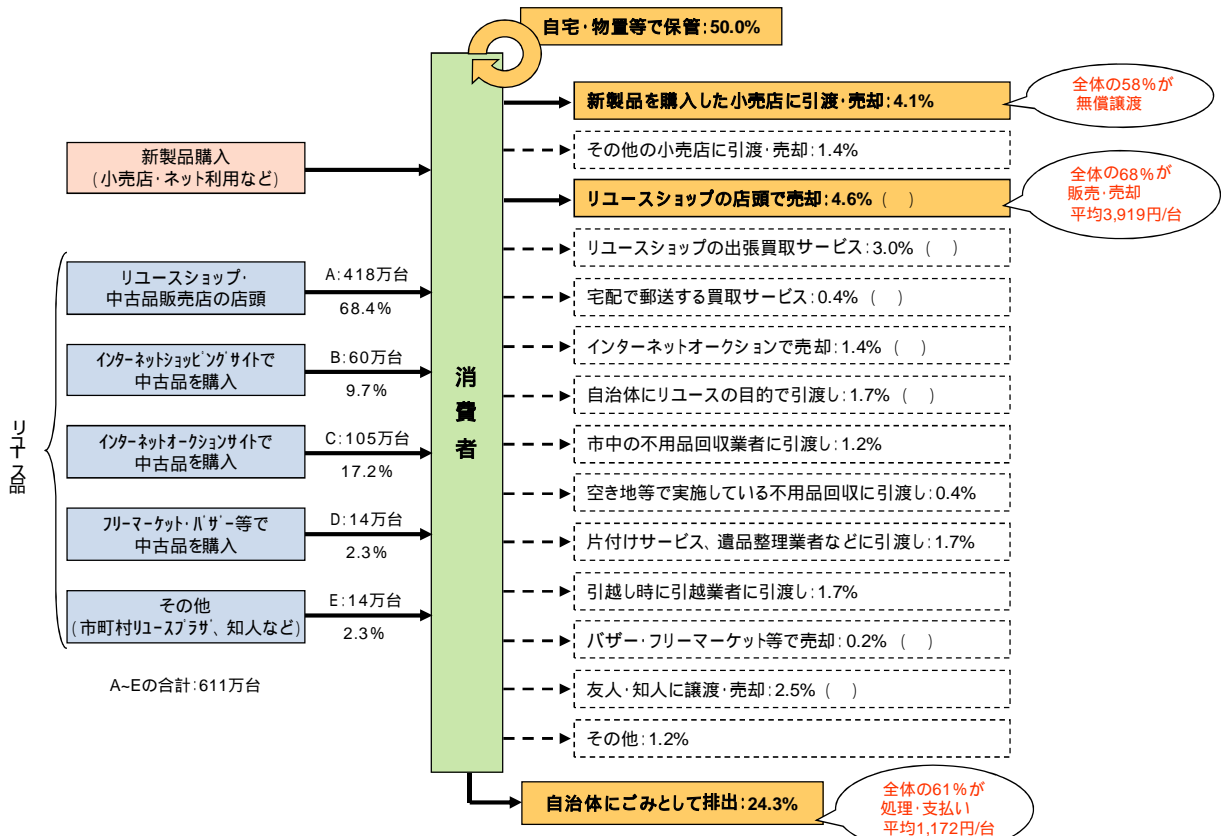 自宅・物置等で保管:50.0%
新製品を購入した小売店に引渡・売却:4.1%
全体の58%が
無償譲渡
その他の小売店に引渡・売却:1.4%
新製品購入
(小売店・ネット利用など)
リユースショップの店頭で売却:4.6% (　)
全体の68%が
販売・売却
平均3,919円/台
リユースショップの出張買取サービス:3.0% (　)
リユース品
リユースショップ・
中古品販売店の店頭
A:418万台
68.4%
宅配で郵送する買取サービス:0.4% (　)
インターネットショッピングサイトで
中古品を購入
B:60万台
9.7%
インターネットオークションで売却:1.4% (　)
消費者
自治体にリユースの目的で引渡し:1.7% (　)
インターネットオークションサイトで
中古品を購入
C:105万台
17.2%
市中の不用品回収業者に引渡し:1.2%
空き地等で実施している不用品回収に引渡し:0.4%
フリーマーケット・バザー等で
中古品を購入
D:14万台
2.3%
片付けサービス、遺品整理業者などに引渡し:1.7%
引越し時に引越業者に引渡し:1.7%
その他
(市町村リユースプラザ、知人など)
E:14万台
2.3%
バザー・フリーマーケット等で売却:0.2% (　)
A~Eの合計:611万台
友人・知人に譲渡・売却:2.5% (　)
その他:1.2%
自治体にごみとして排出:24.3%
全体の61%が
処理・支払い
平均1,172円/台